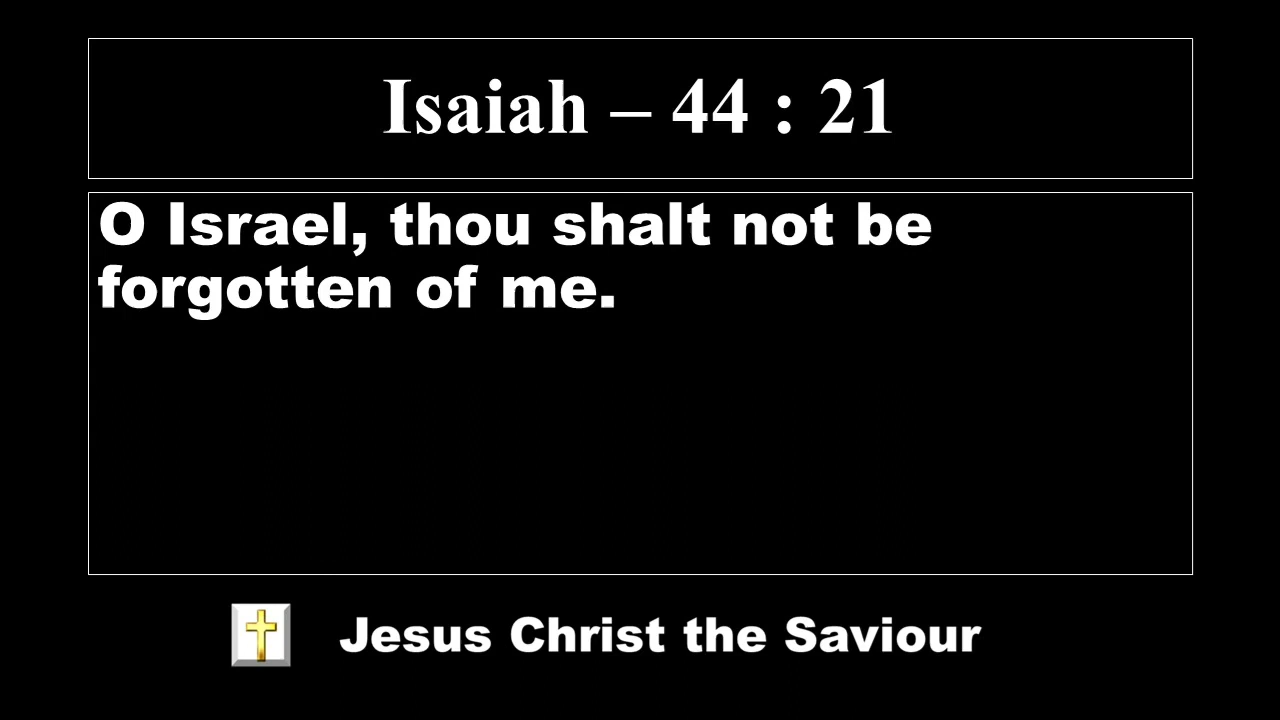 Isaiah – 44 : 21
O Israel, thou shalt not be
forgotten of me.
Jesus Christ the Saviour